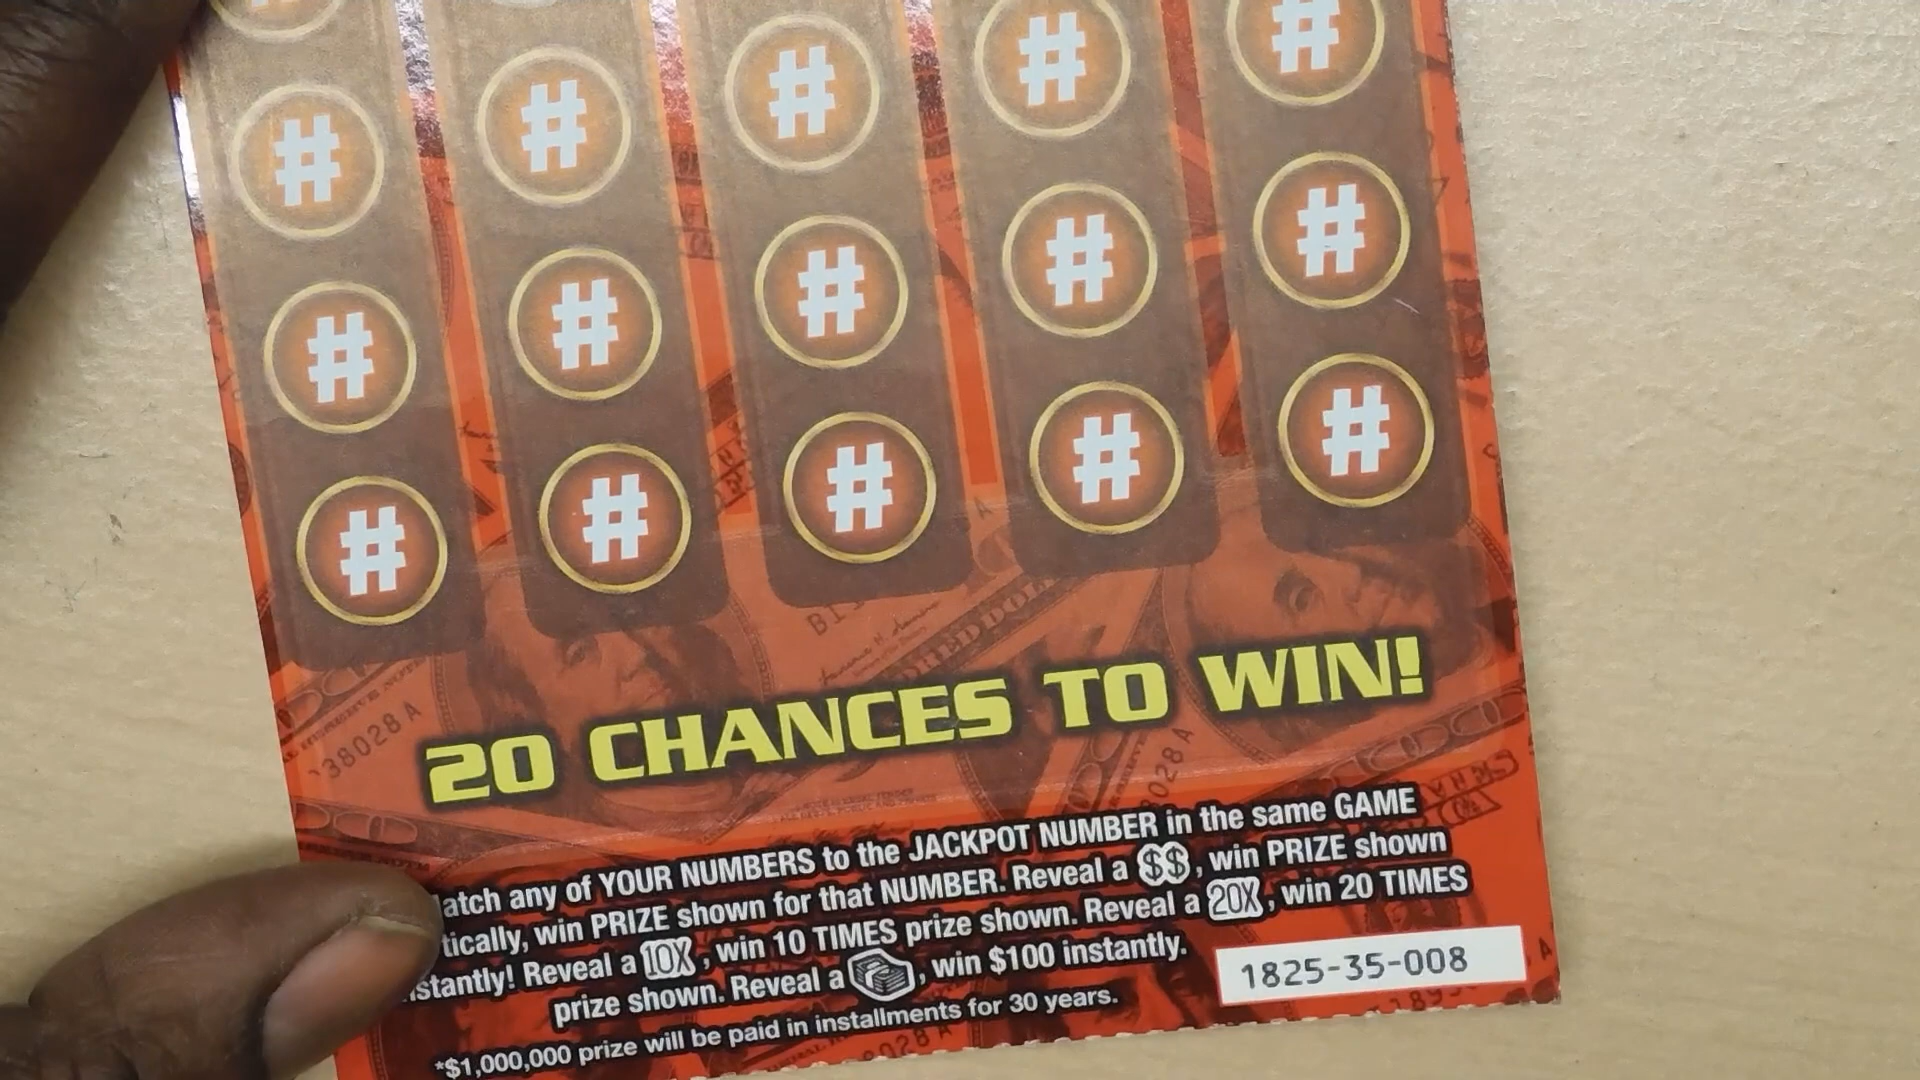 # # # # #
# # # # #
# # # # #
# # # # #
20 CHANCES TO WIN!
atch any of YOUR NUMBERS to the JACKPOT NUMBER in the same GAME
tically, win PRIZE shown for that NUMBER. Reveal a $$, win PRIZE shown
stantly! Reveal a 10X, win 10 TIMES prize shown. Reveal a 20X, win 20 TIMES
prize shown. Reveal a , win $100 instantly.
1825-35-008
*$1,000,000 prize will be paid in installments for 30 years.